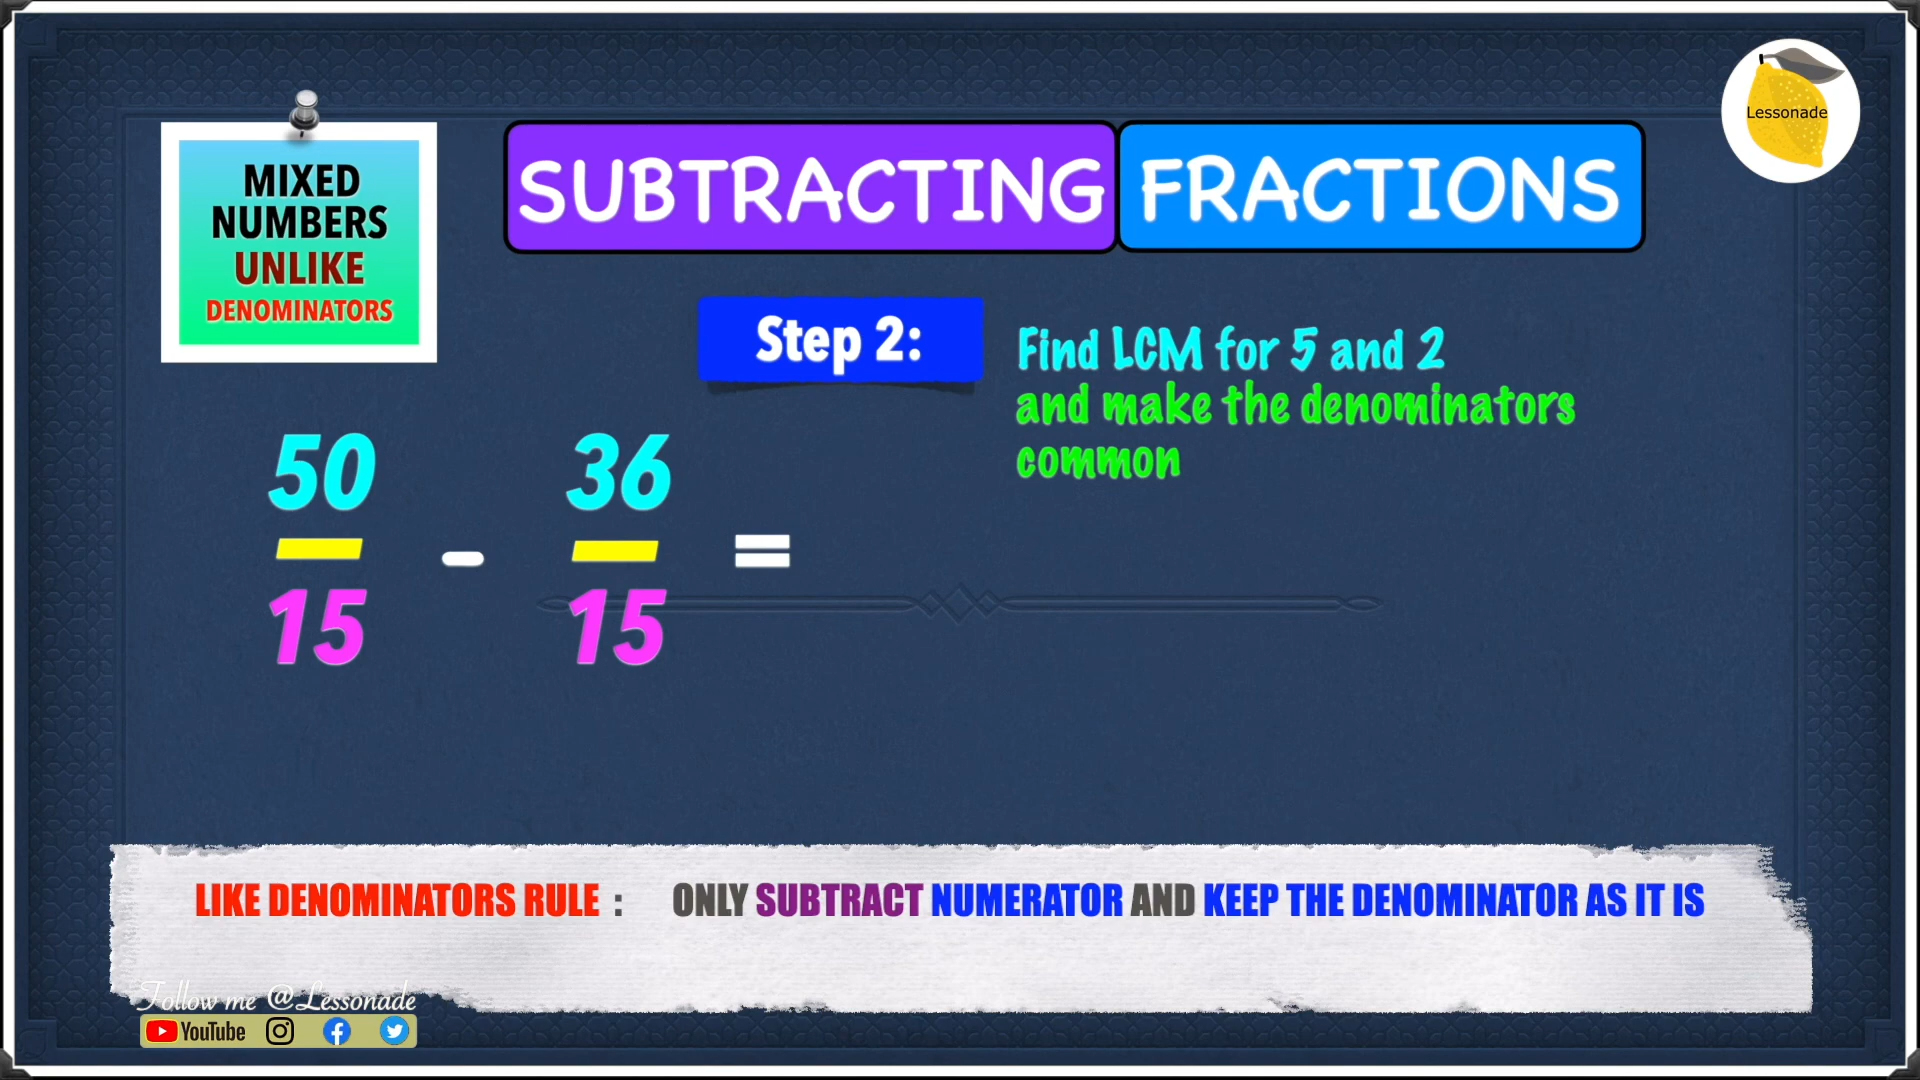 Lessonade
MIXED
NUMBERS
UNLIKE
DENOMINATORS
SUBTRACTING FRACTIONS
Step 2:
Find LCM for 5 and 2
and make the denominators
common
50 36
- =
15 15
LIKE DENOMINATORS RULE : ONLY SUBTRACT NUMERATOR AND KEEP THE DENOMINATOR AS IT IS
Follow me @Lessonade
YouTube